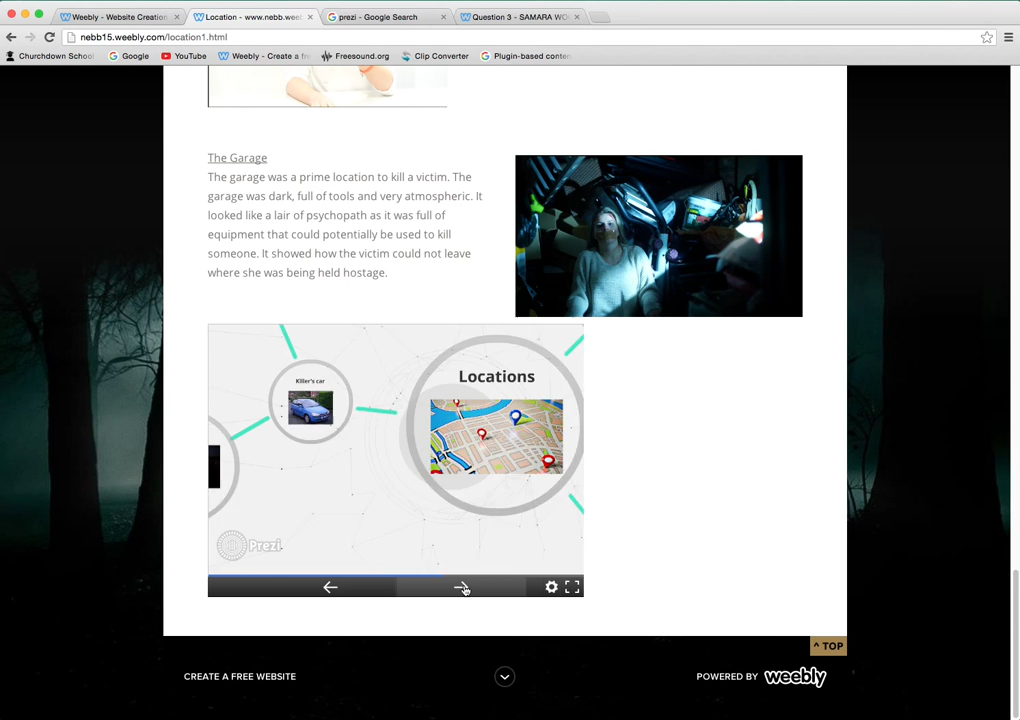 Weebly - Website Creation
Location - www.nebb.weeb
prezi - Google Search
Question 3 - SAMARA WO
nebb15.weebly.com/location1.html
Churchdown School
Google
YouTube
Weebly - Create a fr
Freesound.org
Clip Converter
Plugin-based conten
The Garage
The garage was a prime location to kill a victim. The
garage was dark, full of tools and very atmospheric. It
looked like a lair of psychopath as it was full of
equipment that could potentially be used to kill
someone. It showed how the victim could not leave
where she was being held hostage.
Killer's car
Locations
Prezi
^ TOP
CREATE A FREE WEBSITE
POWERED BY weebly